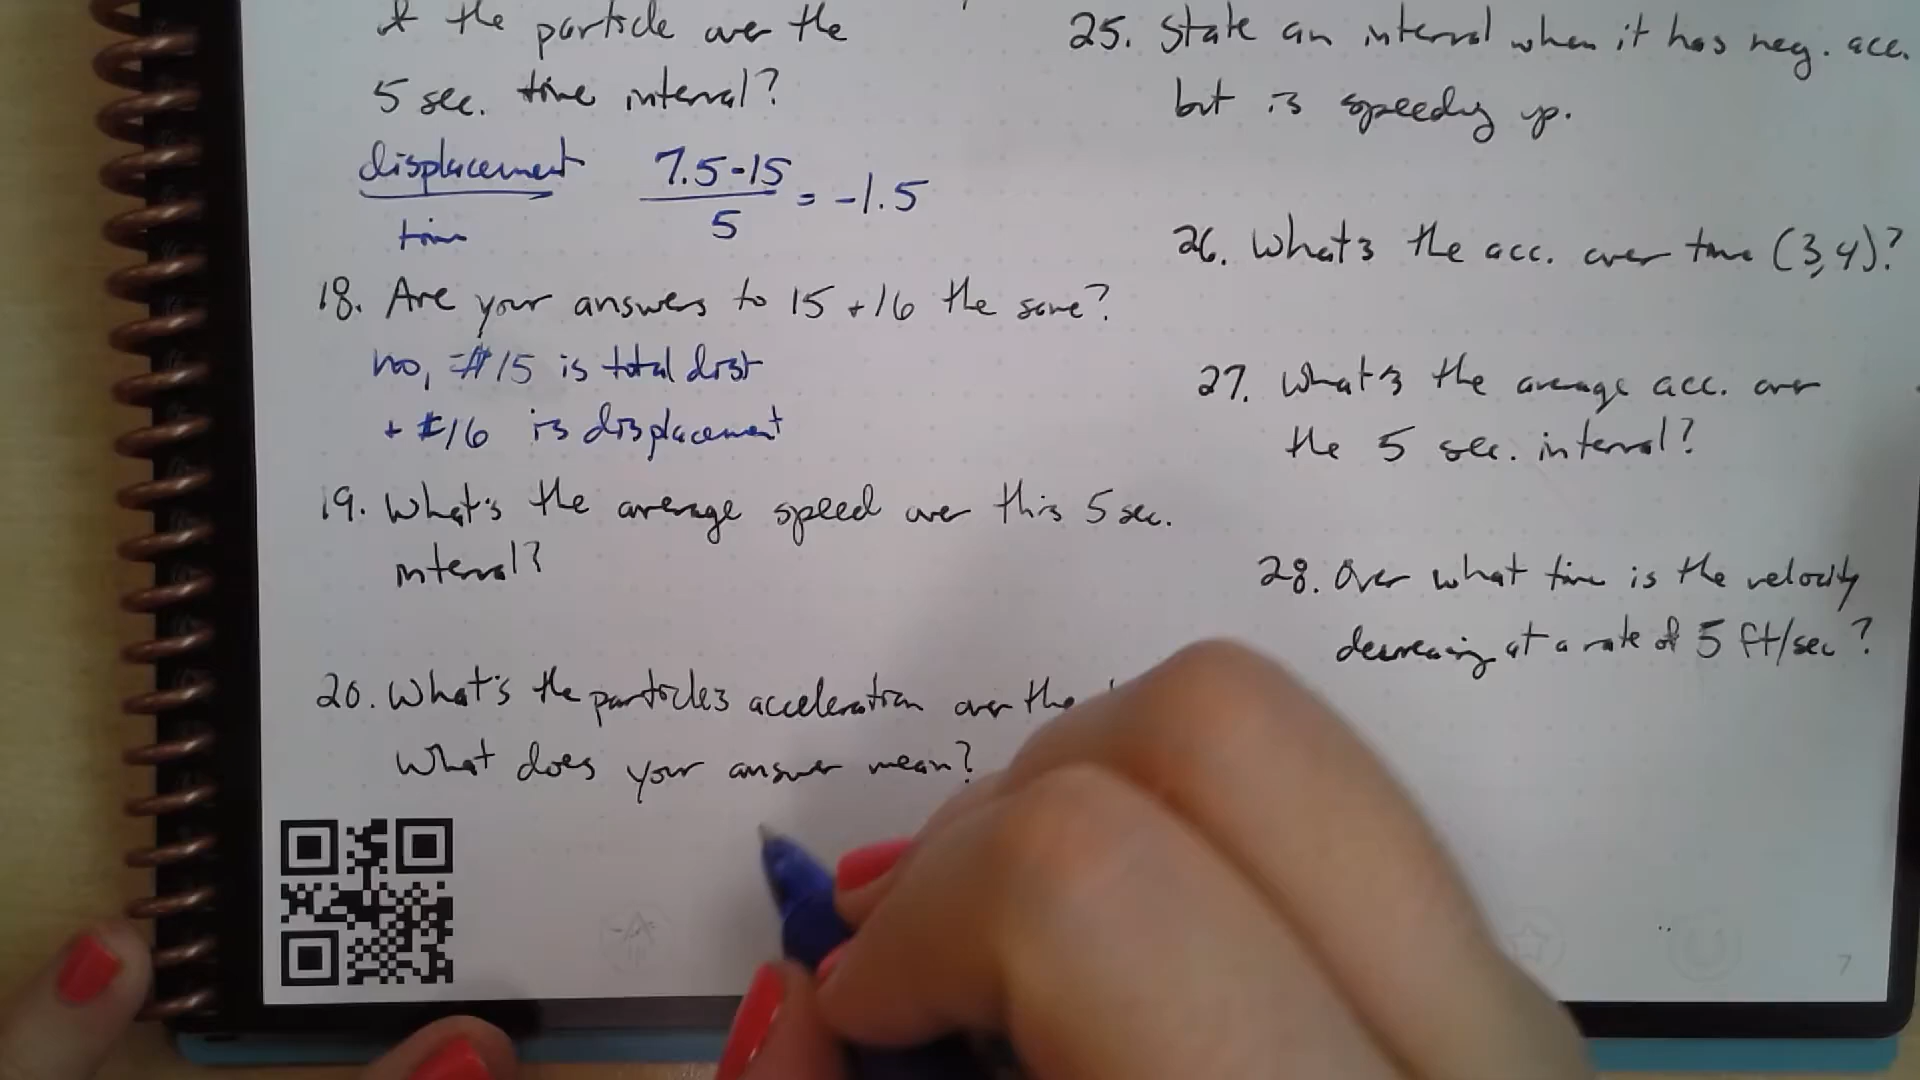 of the particle over the
5 sec. time interval?
displacement
time
7.5-15
5
= -1.5
18. Are your answers to 15 + 16 the same?
no, #15 is total dist
+ #16 is displacement
19. What's the average speed over this 5 sec.
interval?
20. What's the particles acceleration over the
What does your answer mean?
25. State an interval when it has neg. acc.
but is speeding up.
26. What's the acc. over time (3,4)?
27. What's the average acc. over
the 5 sec. interval?
28. Over what time is the velocity
decreasing at a rate of 5 ft/sec?
7